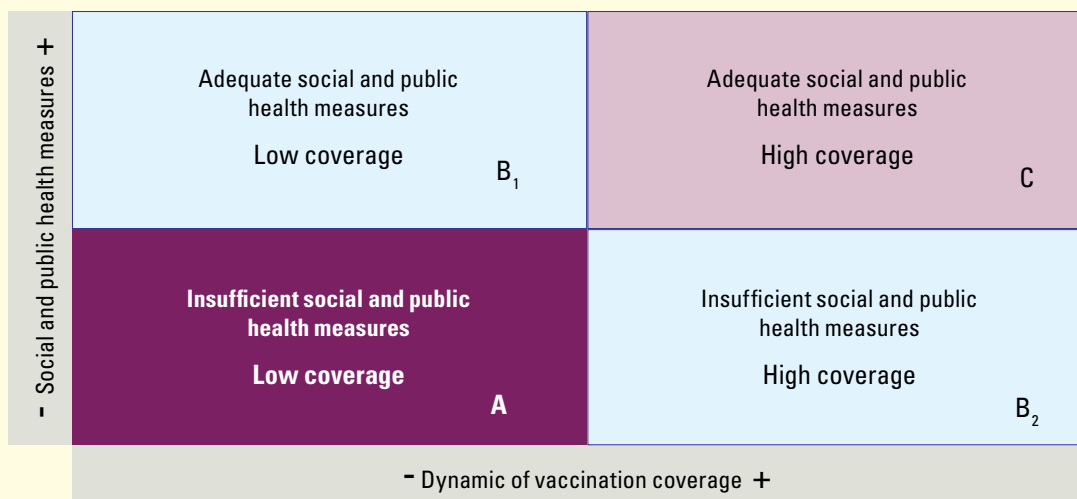 - Social and public health measures +
Adequate social and public
health measures
Low coverage
B1
Adequate social and public
health measures
High coverage
C
Insufficient social and public
health measures
Low coverage
A
Insufficient social and public
health measures
High coverage
B2
- Dynamic of vaccination coverage +